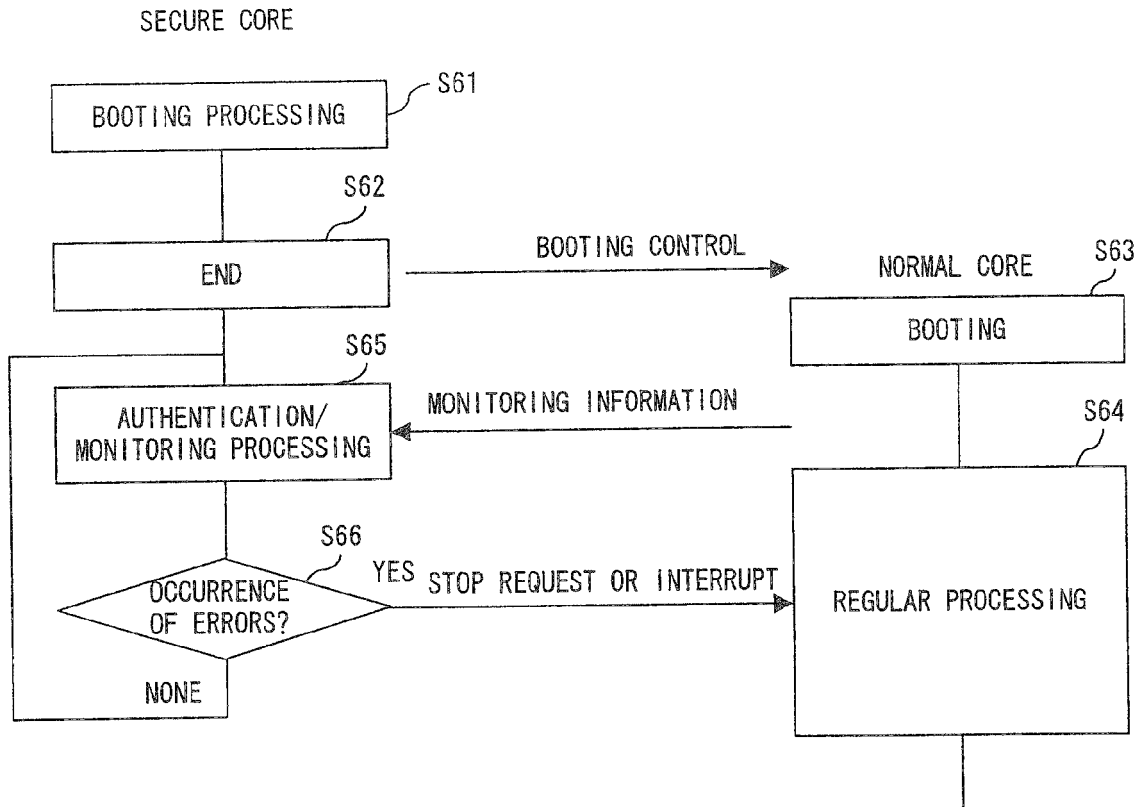 SECURE CORE
S61
BOOTING PROCESSING
S62
END
BOOTING CONTROL
NORMAL CORE
S63
BOOTING
S65
AUTHENTICATION/
MONITORING PROCESSING
MONITORING INFORMATION
S64
S66
OCCURRENCE
OF ERRORS?
YES
STOP REQUEST OR INTERRUPT
REGULAR PROCESSING
NONE